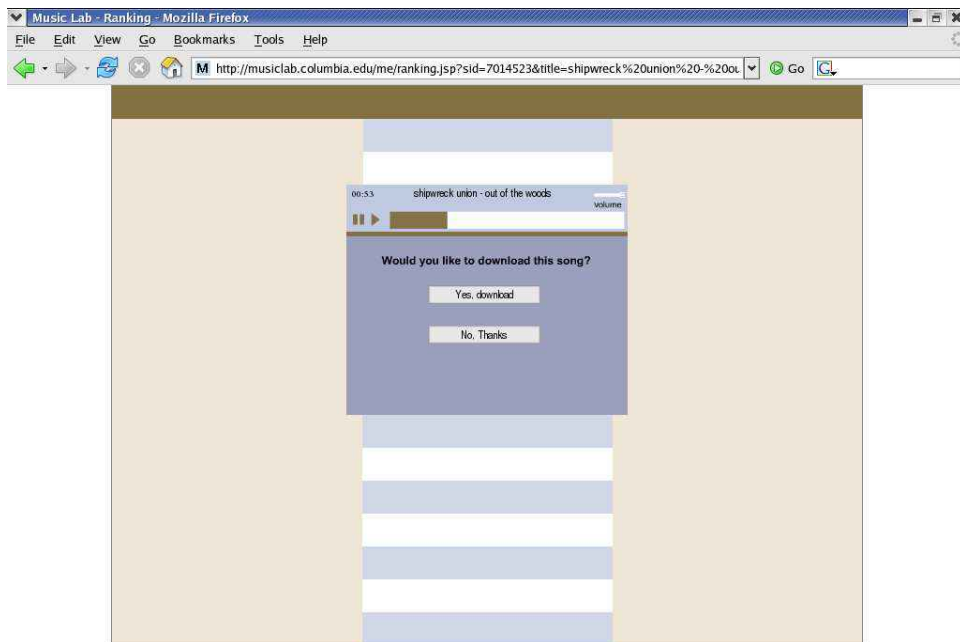 Music Lab - Ranking - Mozilla Firefox
File Edit View Go Bookmarks Tools Help
M http://musiclab.columbia.edu/me/ranking.jsp?sid=7014523&title=shipwreck%20union%20-%20ou Go G
00:53 shipwreck union - out of the woods
volume
Would you like to download this song?
Yes, download
No, Thanks